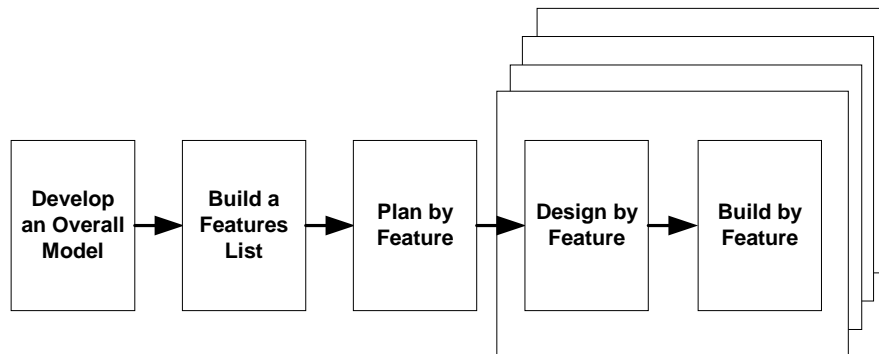 Develop
an Overall
Model
Build a
Features
List
Plan by
Feature
Design by
Feature
Build by
Feature